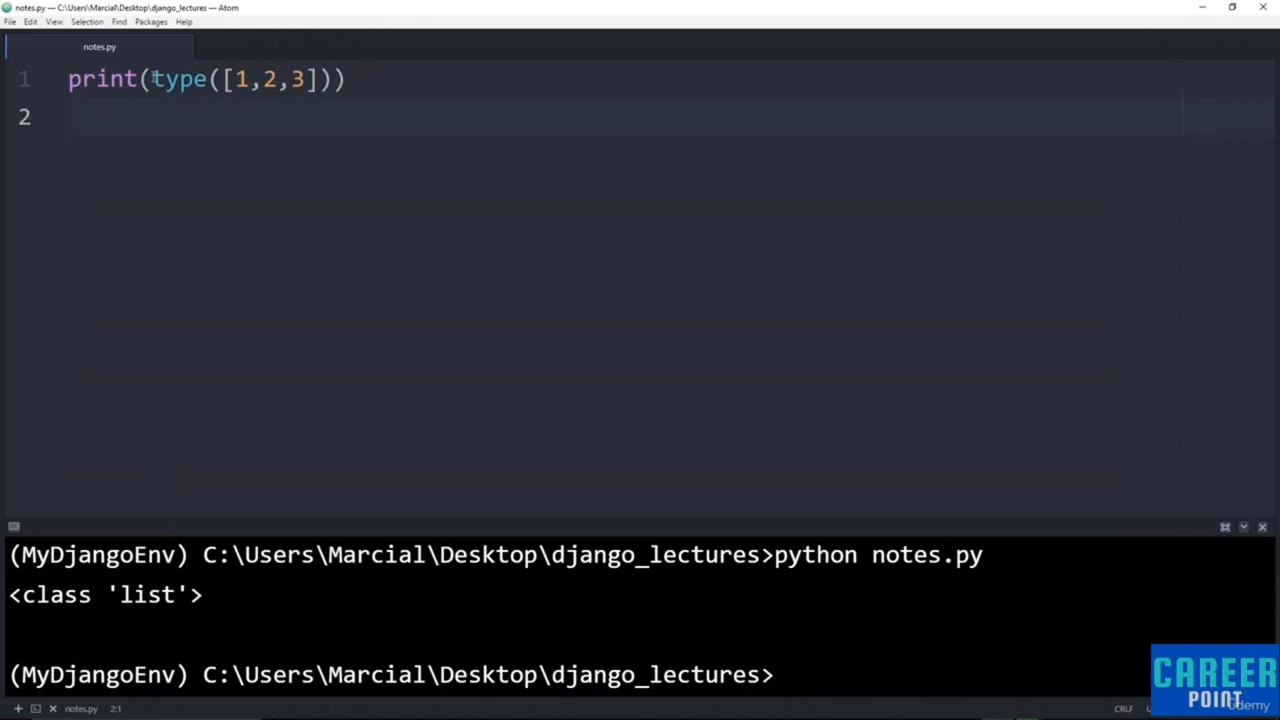 notes.py — C:\Users\Marcial\Desktop\django_lectures — Atom
File Edit View Selection Find Packages Help
notes.py
1 print(type([1,2,3]))
2
(MyDjangoEnv) C:\Users\Marcial\Desktop\django_lectures>python notes.py
<class 'list'>
(MyDjangoEnv) C:\Users\Marcial\Desktop\django_lectures>
notes.py 2:1
CRLF
CAREER
POINT
Udemy